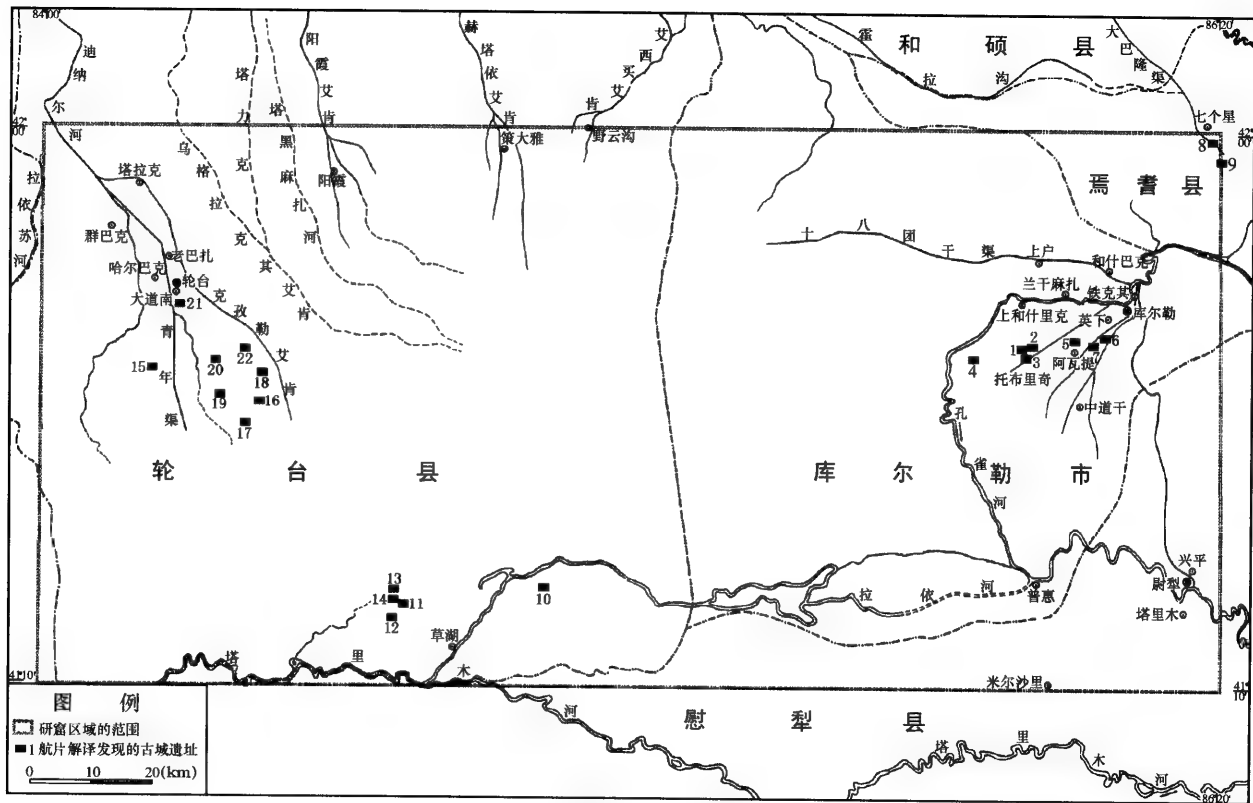 84°00′
86°20′
迪纳尔河
塔力克
塔黑麻扎河
阳霞艾肯
赫塔依艾肯
艾西买艾肯
霍拉沟
和硕县
大巴隆渠
42°00′
42°00′
七个星
8
9
策大雅
野云沟
塔拉克
乌格拉克其艾肯
阳霞
焉耆县
拉依苏河
群巴克
老巴扎
哈尔巴克
轮台
大道南
21
克孜勒艾肯
十八团干渠
上户
和什巴克
兰干麻扎
铁克其
上和什里克
英下
库尔勒
青年渠
15
20
22
18
19
16
17
1
2
3
4
5
6
7
阿瓦提
托布里奇
中道干
孔雀河
轮台县
库尔勒市
13
14
11
12
10
草湖
拉依河
普惠
兴平
尉犁
塔里木
41°10′
41°10′
塔里木河
米尔沙里
尉犁县
塔里木河
86°20′
图例
研窟区域的范围
1 航片解译发现的古城遗址
0 10 20(km)